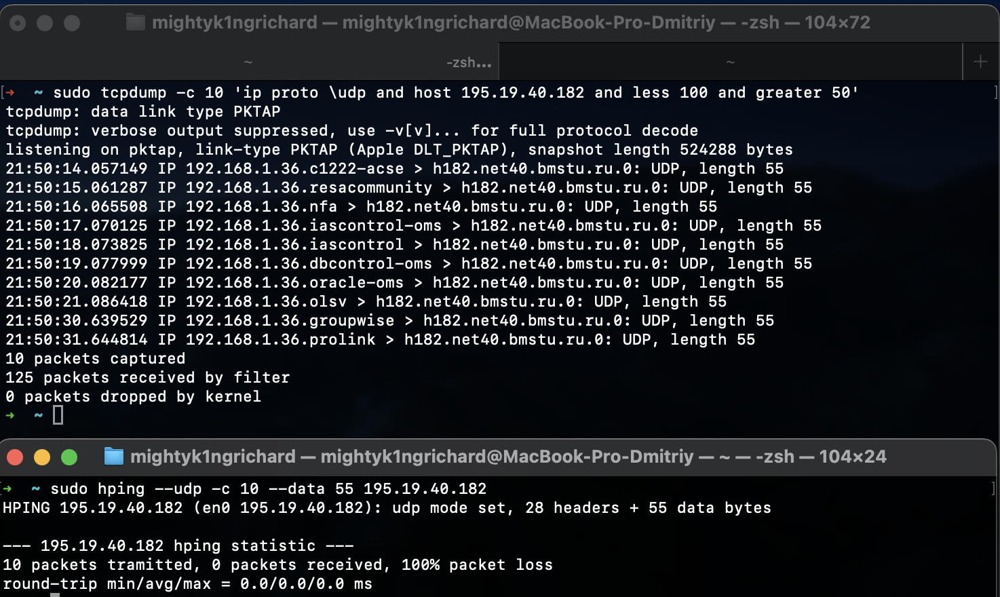 mightyk1ngrichard — mightyk1ngrichard@MacBook-Pro-Dmitriy — -zsh — 104×72
~ -zsh... ~ +
[➜ ~ sudo tcpdump -c 10 'ip proto \udp and host 195.19.40.182 and less 100 and greater 50' ]
tcpdump: data link type PKTAP
tcpdump: verbose output suppressed, use -v[v]... for full protocol decode
listening on pktap, link-type PKTAP (Apple DLT_PKTAP), snapshot length 524288 bytes
21:50:14.057149 IP 192.168.1.36.c1222-acse > h182.net40.bmstu.ru.0: UDP, length 55
21:50:15.061287 IP 192.168.1.36.resacommunity > h182.net40.bmstu.ru.0: UDP, length 55
21:50:16.065508 IP 192.168.1.36.nfa > h182.net40.bmstu.ru.0: UDP, length 55
21:50:17.070125 IP 192.168.1.36.iascontrol-oms > h182.net40.bmstu.ru.0: UDP, length 55
21:50:18.073825 IP 192.168.1.36.iascontrol > h182.net40.bmstu.ru.0: UDP, length 55
21:50:19.077999 IP 192.168.1.36.dbcontrol-oms > h182.net40.bmstu.ru.0: UDP, length 55
21:50:20.082177 IP 192.168.1.36.oracle-oms > h182.net40.bmstu.ru.0: UDP, length 55
21:50:21.086418 IP 192.168.1.36.olsv > h182.net40.bmstu.ru.0: UDP, length 55
21:50:30.639529 IP 192.168.1.36.groupwise > h182.net40.bmstu.ru.0: UDP, length 55
21:50:31.644814 IP 192.168.1.36.prolink > h182.net40.bmstu.ru.0: UDP, length 55
10 packets captured
125 packets received by filter
0 packets dropped by kernel
➜ ~
mightyk1ngrichard — mightyk1ngrichard@MacBook-Pro-Dmitriy — ~ — -zsh — 104×24
[➜ ~ sudo hping --udp -c 10 --data 55 195.19.40.182 ]
HPING 195.19.40.182 (en0 195.19.40.182): udp mode set, 28 headers + 55 data bytes
--- 195.19.40.182 hping statistic ---
10 packets tramitted, 0 packets received, 100% packet loss
round-trip min/avg/max = 0.0/0.0/0.0 ms